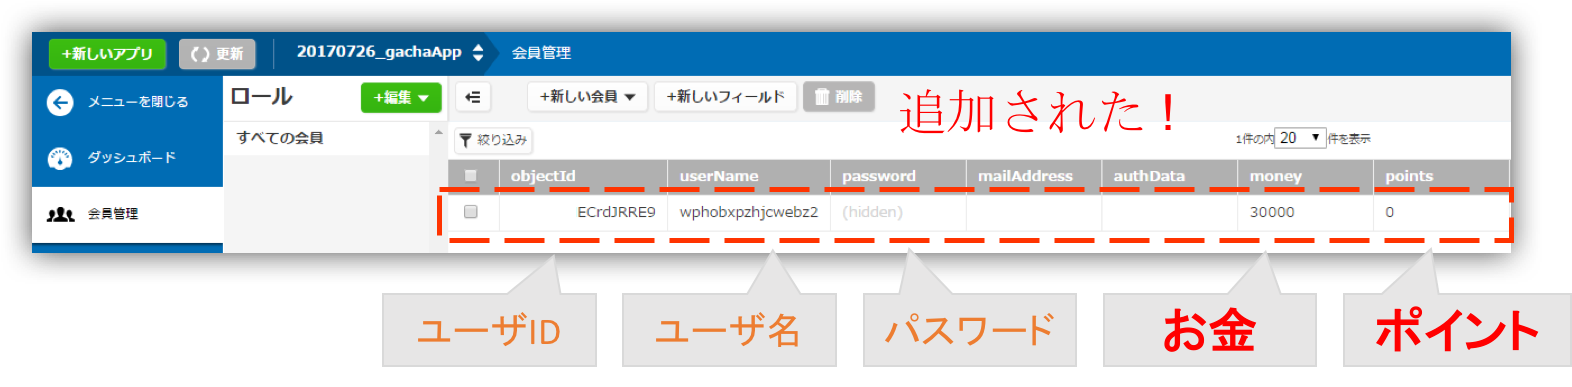 +新しいアプリ 更新 20170726_gachaApp 会員管理
メニューを閉じる ロール +編集 +新しい会員 +新しいフィールド 削除 追加された！
ダッシュボード すべての会員 絞り込み 1件の内 20 件を表示
objectId userName password mailAddress authData money points
会員管理 ECrdJRRE9 wphobxpzhjcwebz2 (hidden) 30000 0
ユーザID ユーザ名 パスワード お金 ポイント